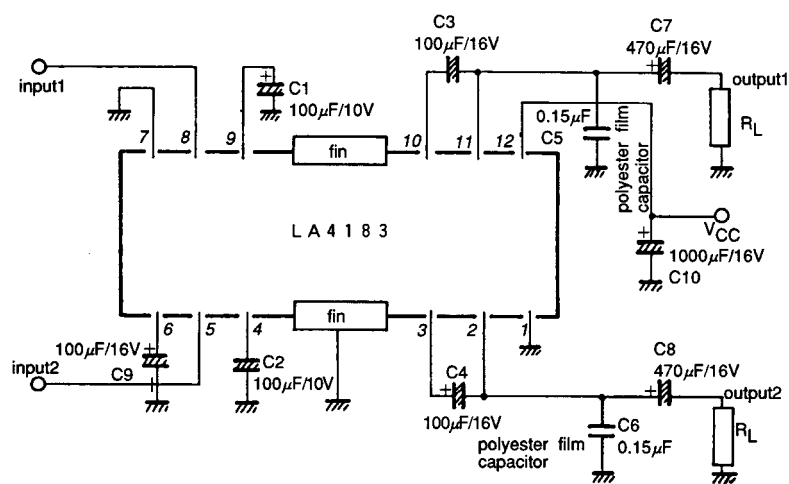 C3
100µF/16V
C7
470µF/16V
input1
+
C1
100µF/10V
+
output1
7
8
9
fin
10
11
12
0.15µF
C5
polyester film
capacitor
RL
LA4183
+
VCC
1000µF/16V
C10
fin
6
5
4
3
2
1
100µF/16V
+
C9
input2
+
C2
100µF/10V
+
C4
100µF/16V
C8
+
470µF/16V
output2
polyester film
capacitor
C6
0.15µF
RL